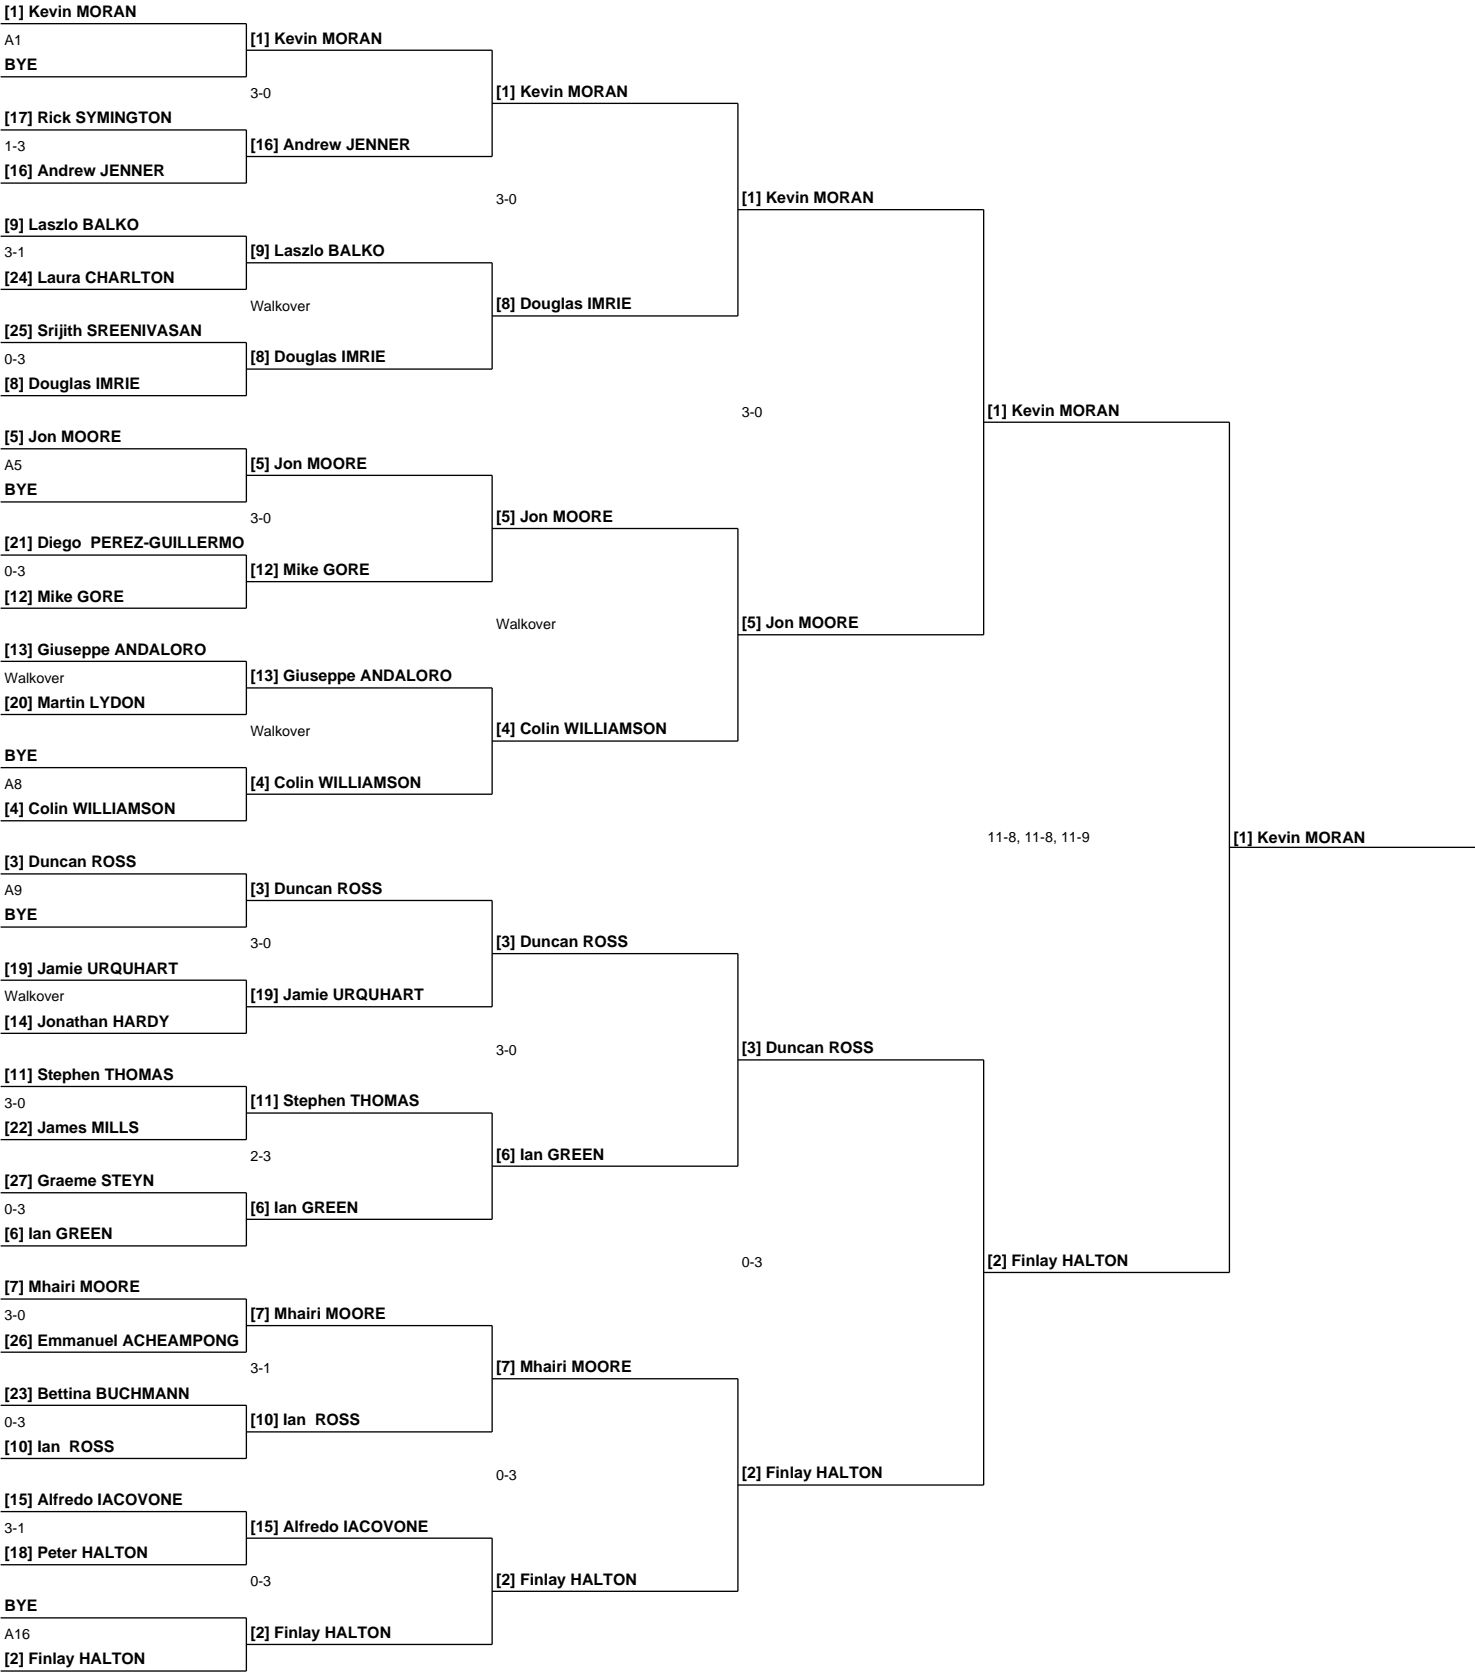 [1] Kevin MORAN
A1
BYE
[17] Rick SYMINGTON
1-3
[16] Andrew JENNER
[9] Laszlo BALKO
3-1
[24] Laura CHARLTON
[25] Srijith SREENIVASAN
0-3
[8] Douglas IMRIE
[5] Jon MOORE
A5
BYE
[21] Diego  PEREZ-GUILLERMO
0-3
[12] Mike GORE
[13] Giuseppe ANDALORO
Walkover
[20] Martin LYDON
BYE
A8
[4] Colin WILLIAMSON
[3] Duncan ROSS
A9
BYE
[19] Jamie URQUHART
Walkover
[14] Jonathan HARDY
[11] Stephen THOMAS
3-0
[22] James MILLS
[27] Graeme STEYN
0-3
[6] Ian GREEN
[7] Mhairi MOORE
3-0
[26] Emmanuel ACHEAMPONG
[23] Bettina BUCHMANN
0-3
[10] Ian  ROSS
[15] Alfredo IACOVONE
3-1
[18] Peter HALTON
BYE
A16
[2] Finlay HALTON
[1] Kevin MORAN
3-0
[16] Andrew JENNER
[9] Laszlo BALKO
Walkover
[8] Douglas IMRIE
[5] Jon MOORE
3-0
[12] Mike GORE
[13] Giuseppe ANDALORO
Walkover
[4] Colin WILLIAMSON
[3] Duncan ROSS
3-0
[19] Jamie URQUHART
[11] Stephen THOMAS
2-3
[6] Ian GREEN
[7] Mhairi MOORE
3-1
[10] Ian  ROSS
[15] Alfredo IACOVONE
0-3
[2] Finlay HALTON
[1] Kevin MORAN
3-0
[8] Douglas IMRIE
[5] Jon MOORE
Walkover
[4] Colin WILLIAMSON
[3] Duncan ROSS
3-0
[6] Ian GREEN
[7] Mhairi MOORE
0-3
[2] Finlay HALTON
[1] Kevin MORAN
3-0
[5] Jon MOORE
[3] Duncan ROSS
0-3
[2] Finlay HALTON
[1] Kevin MORAN
11-8, 11-8, 11-9
[2] Finlay HALTON
[1] Kevin MORAN